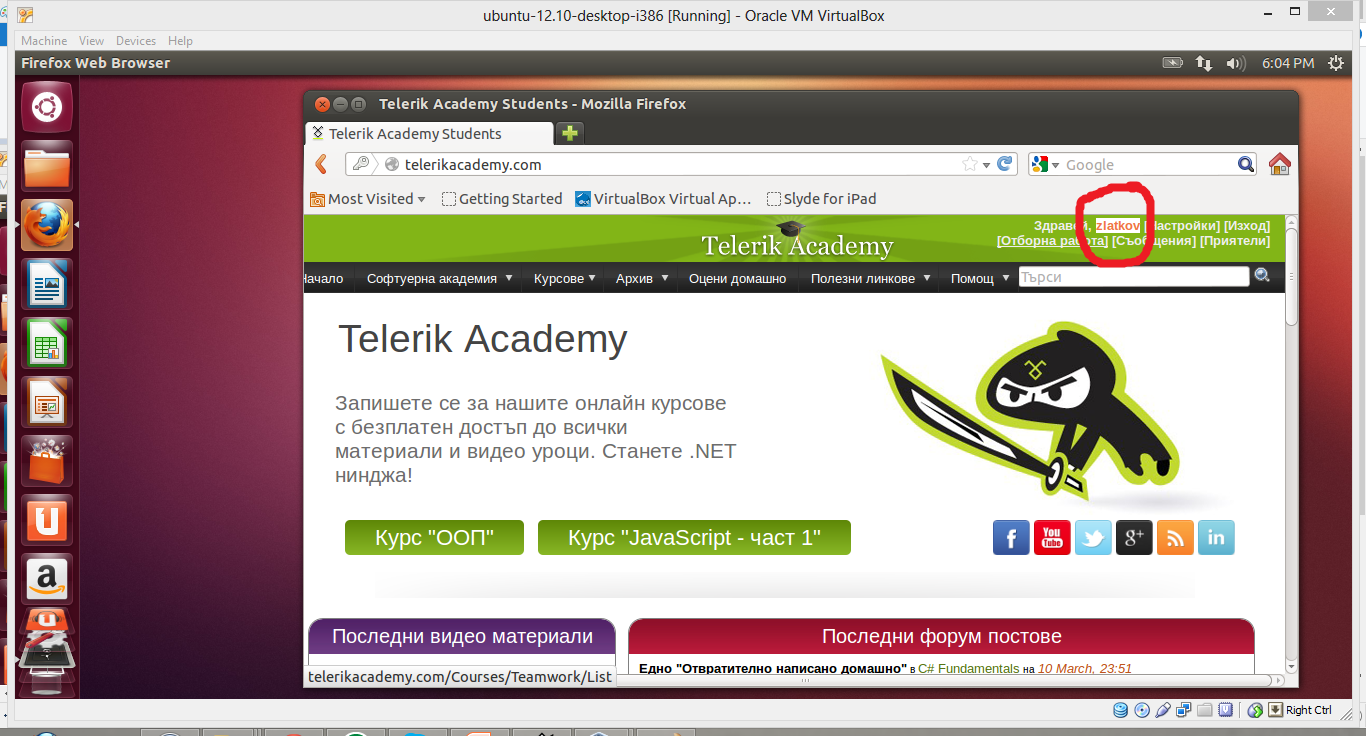 ubuntu-12.10-desktop-i386 [Running] - Oracle VM VirtualBox
Machine View Devices Help
Firefox Web Browser 6:04 PM
Telerik Academy Students - Mozilla Firefox
Telerik Academy Students
telerikacademy.com Google
Most Visited Getting Started VirtualBox Virtual Ap... Slyde for iPad
Здравей, zlatkov [Настройки] [Изход]
Telerik Academy
[Отборна работа] [Съобщения] [Приятели]
Начало Софтуерна академия Курсове Архив Оцени домашно Полезни линкове Помощ Търси
Telerik Academy
Запишете се за нашите онлайн курсове
с безплатен достъп до всички
материали и видео уроци. Станете .NET
нинджа!
Курс "ООП" Курс "JavaScript - част 1"
f You Tube g+ in
Последни видео материали Последни форум постове
Едно "Отвратително написано домашно" в C# Fundamentals на 10 March, 23:51
telerikacademy.com/Courses/Teamwork/List
Right Ctrl